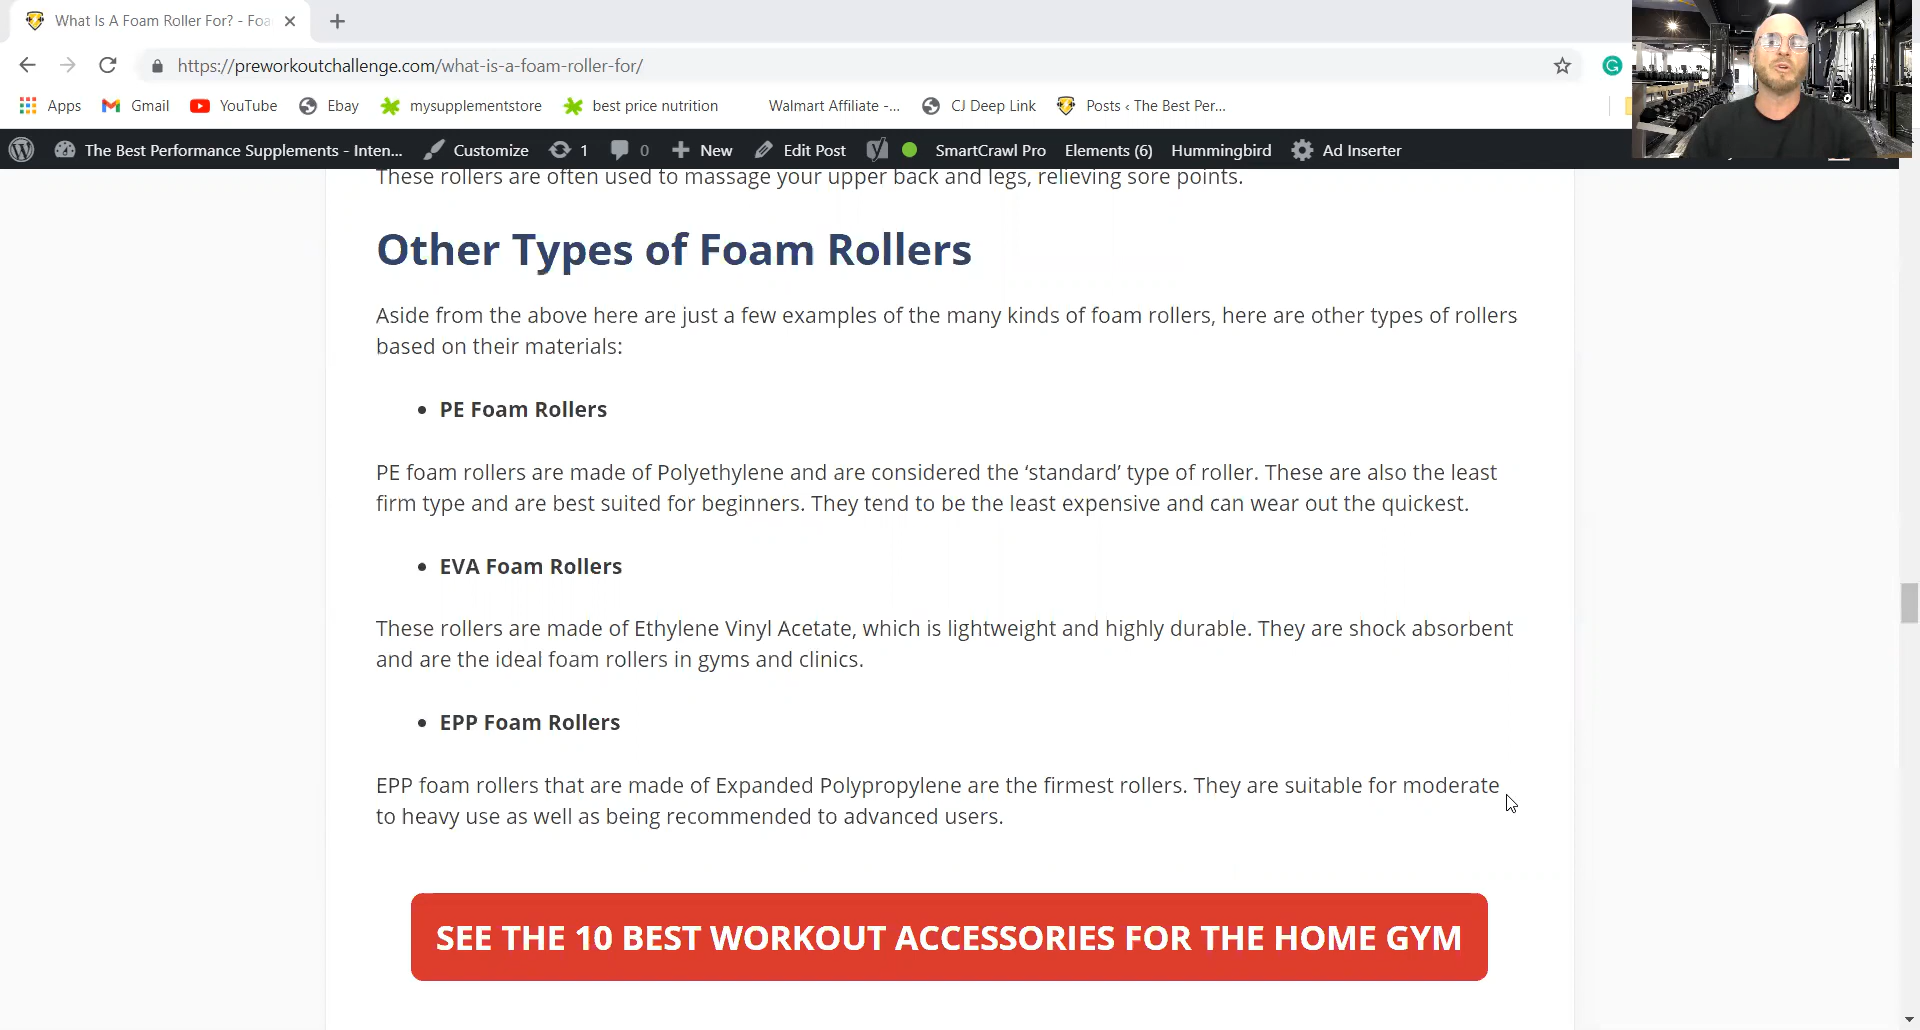 What Is A Foam Roller For? - Foa
https://preworkoutchallenge.com/what-is-a-foam-roller-for/
Apps Gmail YouTube Ebay mysupplementstore best price nutrition Walmart Affiliate -... CJ Deep Link Posts ‹ The Best Per...
The Best Performance Supplements - Inten... Customize 1 0 New Edit Post SmartCrawl Pro Elements (6) Hummingbird Ad Inserter
These rollers are often used to massage your upper back and legs, relieving sore points.
Other Types of Foam Rollers
Aside from the above here are just a few examples of the many kinds of foam rollers, here are other types of rollers
based on their materials:
• PE Foam Rollers
PE foam rollers are made of Polyethylene and are considered the ‘standard’ type of roller. These are also the least
firm type and are best suited for beginners. They tend to be the least expensive and can wear out the quickest.
• EVA Foam Rollers
These rollers are made of Ethylene Vinyl Acetate, which is lightweight and highly durable. They are shock absorbent
and are the ideal foam rollers in gyms and clinics.
• EPP Foam Rollers
EPP foam rollers that are made of Expanded Polypropylene are the firmest rollers. They are suitable for moderate
to heavy use as well as being recommended to advanced users.
SEE THE 10 BEST WORKOUT ACCESSORIES FOR THE HOME GYM